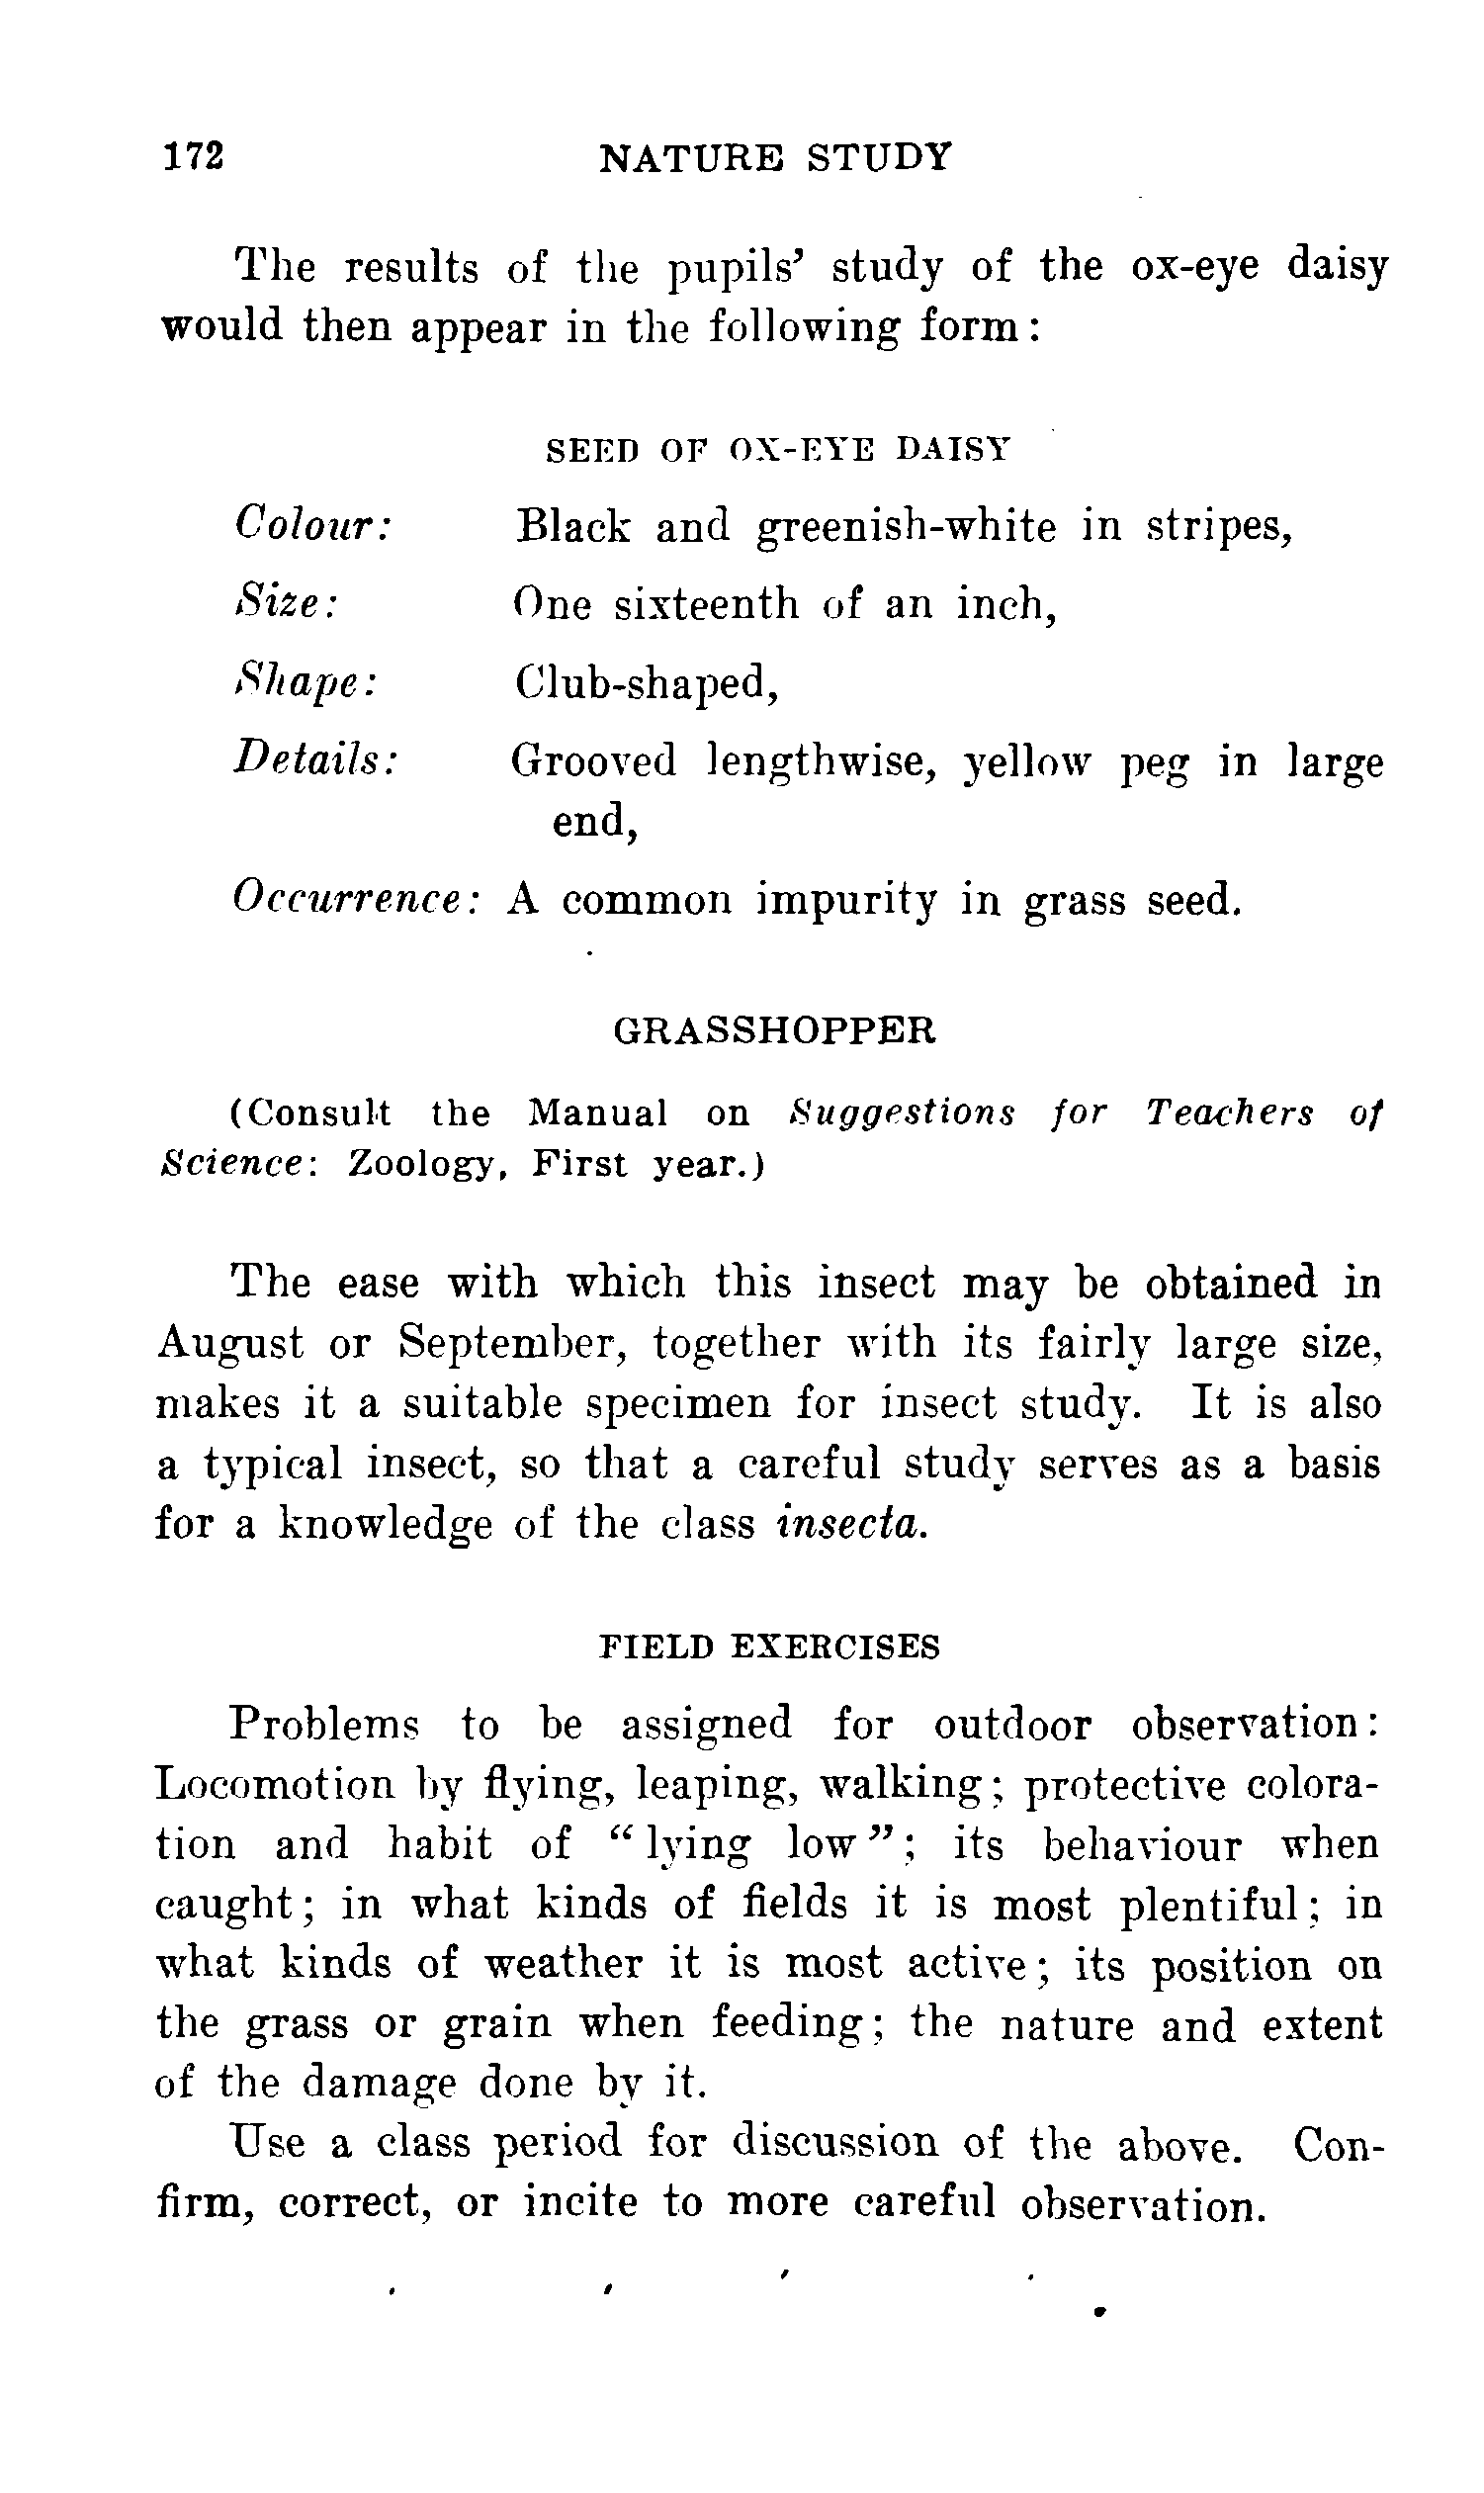 172 NATURE STUDY
The results of the pupils' study of the ox-eye daisy
would then appear in the following form:
SEED OF OX-EYE DAISY
Colour: Black and greenish-white in stripes,
Size: One sixteenth of an inch,
Shape: Club-shaped,
Details: Grooved lengthwise, yellow peg in large
end,
Occurrence: A common impurity in grass seed.
GRASSHOPPER
(Consult the Manual on Suggestions for Teachers of
Science: Zoology, First year.)
The ease with which this insect may be obtained in
August or September, together with its fairly large size,
makes it a suitable specimen for insect study. It is also
a typical insect, so that a careful study serves as a basis
for a knowledge of the class insecta.
FIELD EXERCISES
Problems to be assigned for outdoor observation:
Locomotion by flying, leaping, walking; protective colora-
tion and habit of "lying low"; its behaviour when
caught; in what kinds of fields it is most plentiful; in
what kinds of weather it is most active; its position on
the grass or grain when feeding; the nature and extent
of the damage done by it.
Use a class period for discussion of the above. Con-
firm, correct, or incite to more careful observation.